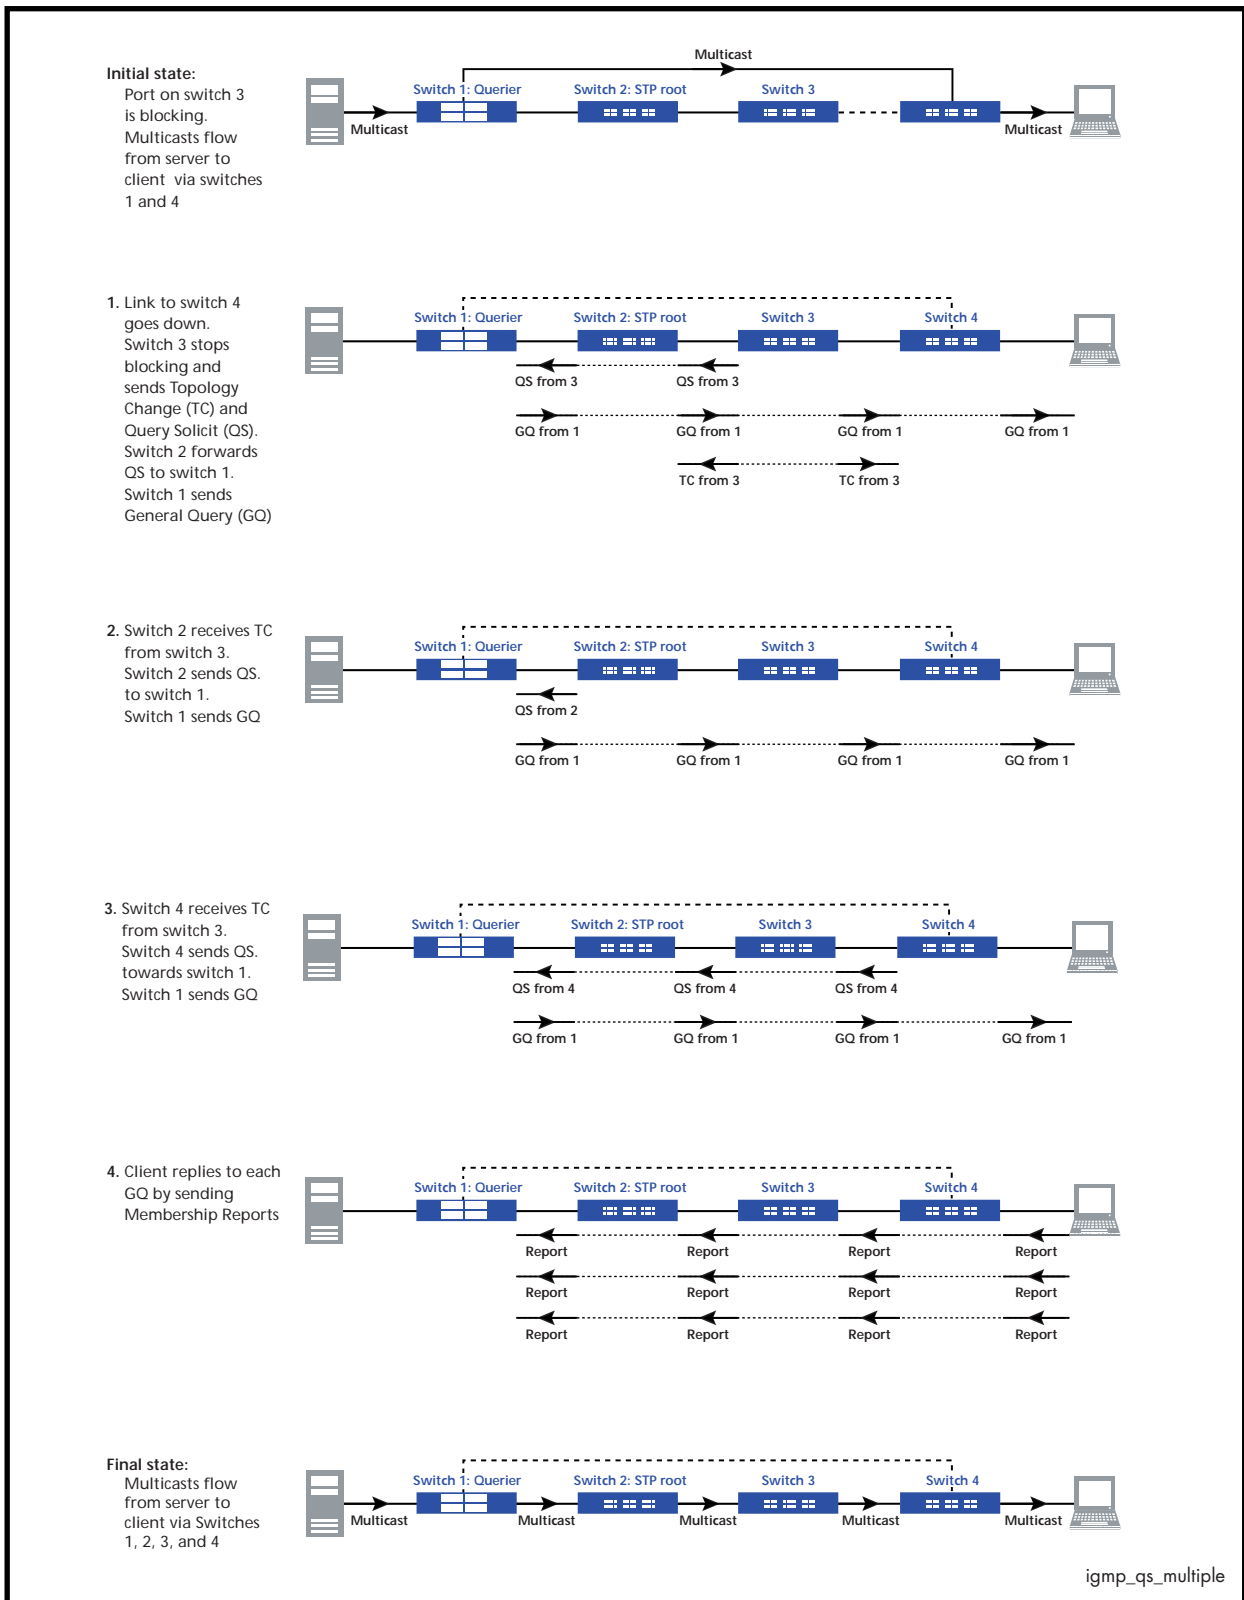 Initial state:
Port on switch 3
is blocking.
Multicasts flow
from server to
client via switches
1 and 4
Multicast
Switch 1: Querier
Switch 2: STP root
Switch 3
Multicast
Multicast
1. Link to switch 4
goes down.
Switch 3 stops
blocking and
sends Topology
Change (TC) and
Query Solicit (QS).
Switch 2 forwards
QS to switch 1.
Switch 1 sends
General Query (GQ)
Switch 1: Querier
Switch 2: STP root
Switch 3
Switch 4
QS from 3
QS from 3
GQ from 1
GQ from 1
GQ from 1
GQ from 1
TC from 3
TC from 3
2. Switch 2 receives TC
from switch 3.
Switch 2 sends QS.
to switch 1.
Switch 1 sends GQ
Switch 1: Querier
Switch 2: STP root
Switch 3
Switch 4
QS from 2
GQ from 1
GQ from 1
GQ from 1
GQ from 1
3. Switch 4 receives TC
from switch 3.
Switch 4 sends QS.
towards switch 1.
Switch 1 sends GQ
Switch 1: Querier
Switch 2: STP root
Switch 3
Switch 4
QS from 4
QS from 4
QS from 4
GQ from 1
GQ from 1
GQ from 1
GQ from 1
4. Client replies to each
GQ by sending
Membership Reports
Switch 1: Querier
Switch 2: STP root
Switch 3
Switch 4
Report
Report
Report
Report
Report
Report
Report
Report
Report
Report
Report
Report
Final state:
Multicasts flow
from server to
client via Switches
1, 2, 3, and 4
Switch 1: Querier
Switch 2: STP root
Switch 3
Switch 4
Multicast
Multicast
Multicast
Multicast
Multicast
igmp_qs_multiple